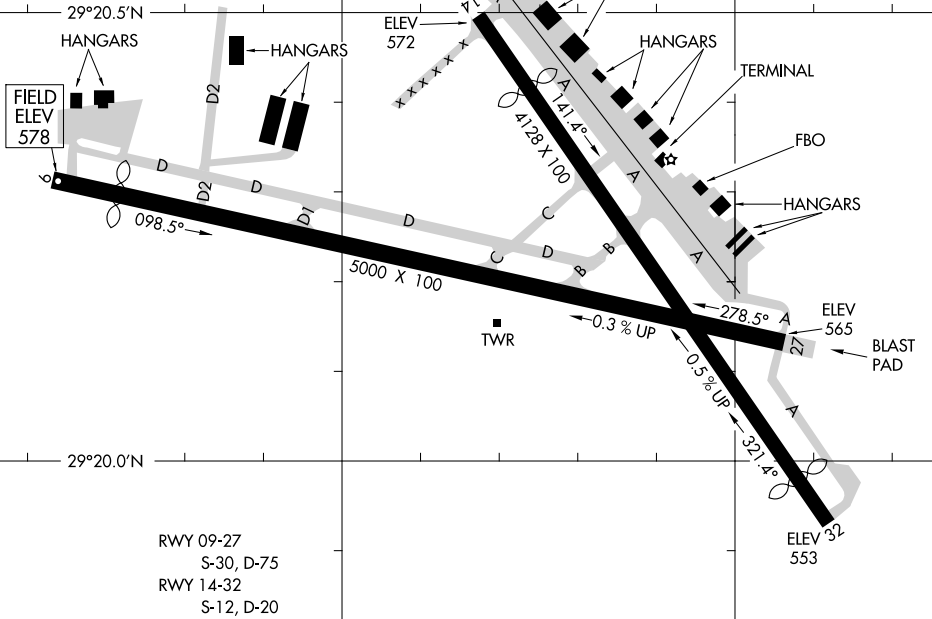 29°20.5'N
ELEV
572
14
HANGARS
HANGARS
HANGARS
TERMINAL
FBO
HANGARS
FIELD
ELEV
578
D2
x x x x x x
A
141.4°
4128 X 100
A
9
D
D2
D
D1
D
C
D
B
C
B
A
098.5°
5000 X 100
TWR
0.3 % UP
278.5°
A
ELEV
565
27
BLAST
PAD
0.5 % UP
A
321.4°
29°20.0'N
32
ELEV
553
RWY 09-27
S-30, D-75
RWY 14-32
S-12, D-20